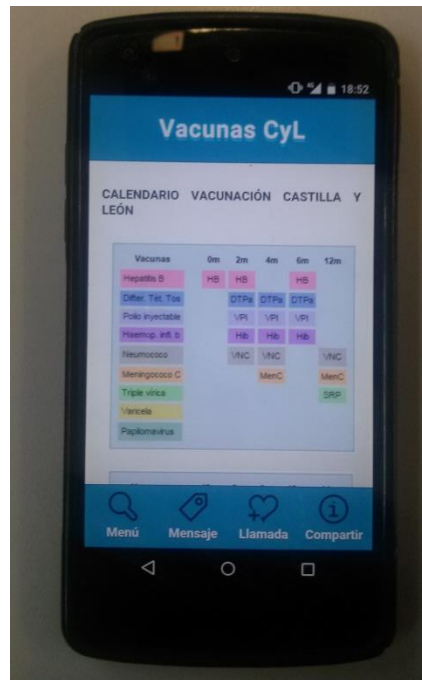 18:52
Vacunas CyL
CALENDARIO VACUNACIÓN CASTILLA Y
LEÓN
Vacunas 0m 2m 4m 6m 12m
Hepatitis B HB HB HB
Difter. Tét. Tos DTPa DTPa DTPa
Polio inyectable VPI VPI VPI
Haemop. infl. b Hib Hib Hib
Neumococo VNC VNC VNC
Meningococo C MenC MenC
Triple vírica SRP
Varicela
Papilomavirus
Menú Mensaje Llamada Compartir